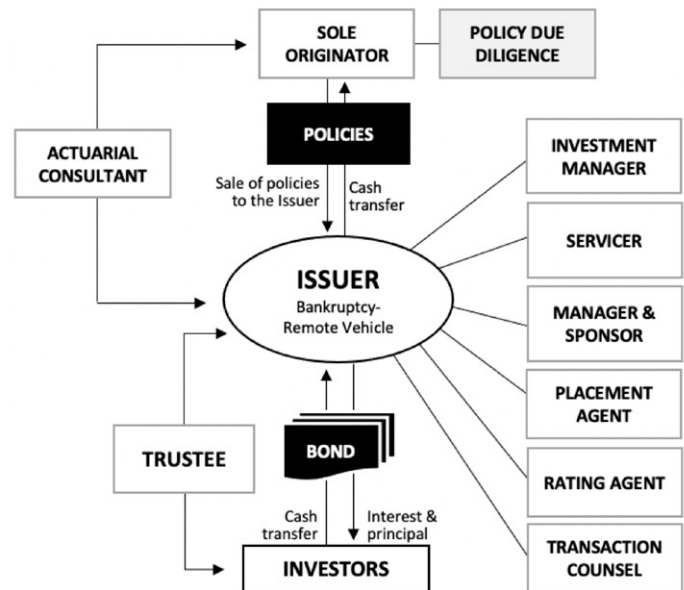 SOLE
ORIGINATOR
POLICY DUE
DILIGENCE
POLICIES
ACTUARIAL
CONSULTANT
Sale of policies
to the Issuer
Cash
transfer
INVESTMENT
MANAGER
SERVICER
ISSUER
Bankruptcy-
Remote Vehicle
MANAGER &
SPONSOR
PLACEMENT
AGENT
TRUSTEE
BOND
RATING AGENT
Cash
transfer
Interest &
principal
TRANSACTION
COUNSEL
INVESTORS